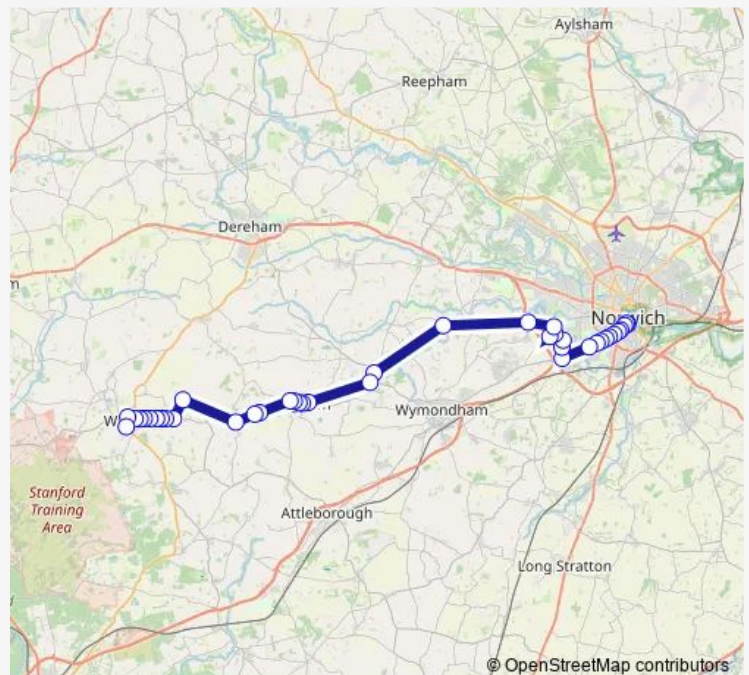 Aylsham
Reepham
Dereham
Norwich
Wymondham
Stanford
Training
Area
Attleborough
Long Stratton
© OpenStreetMap contributors